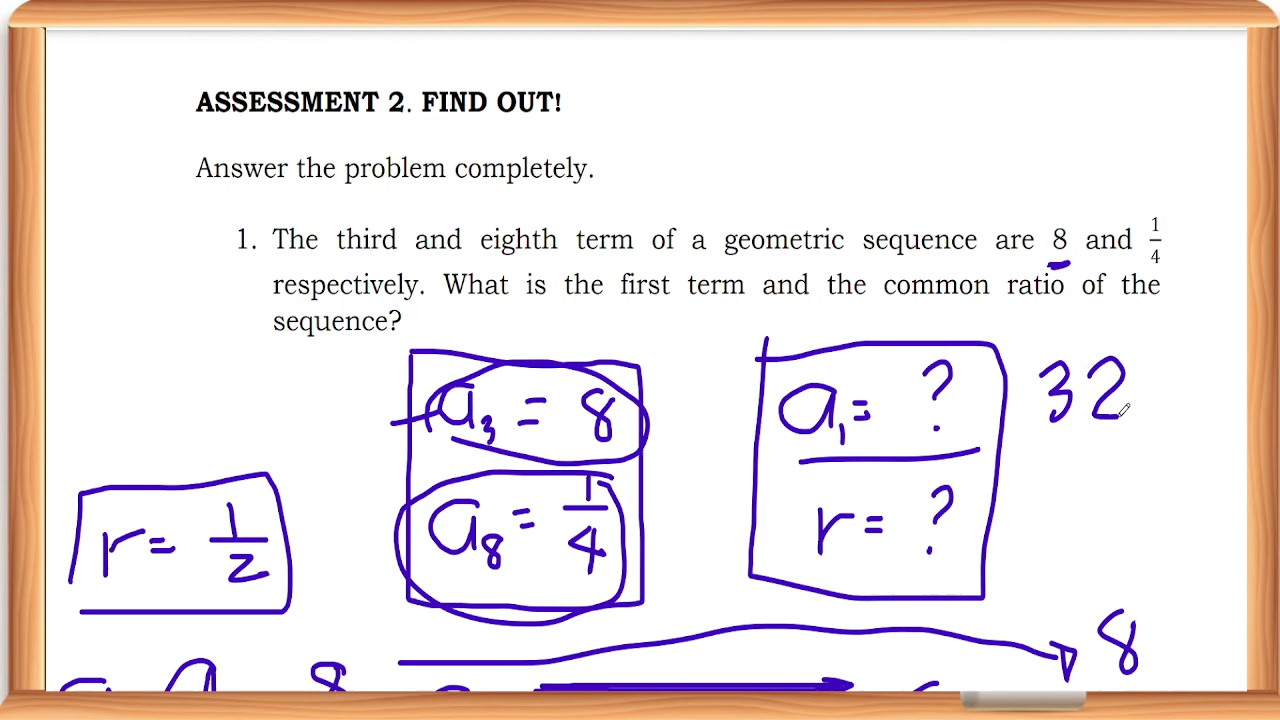 ASSESSMENT 2. FIND OUT!
Answer the problem completely.
1. The third and eighth term of a geometric sequence are 8 and 1/4
respectively. What is the first term and the common ratio of the
sequence?
a₃ = 8
a₁ = ?
32
r = 1/2
a₈ = 1/4
r = ?
8
8